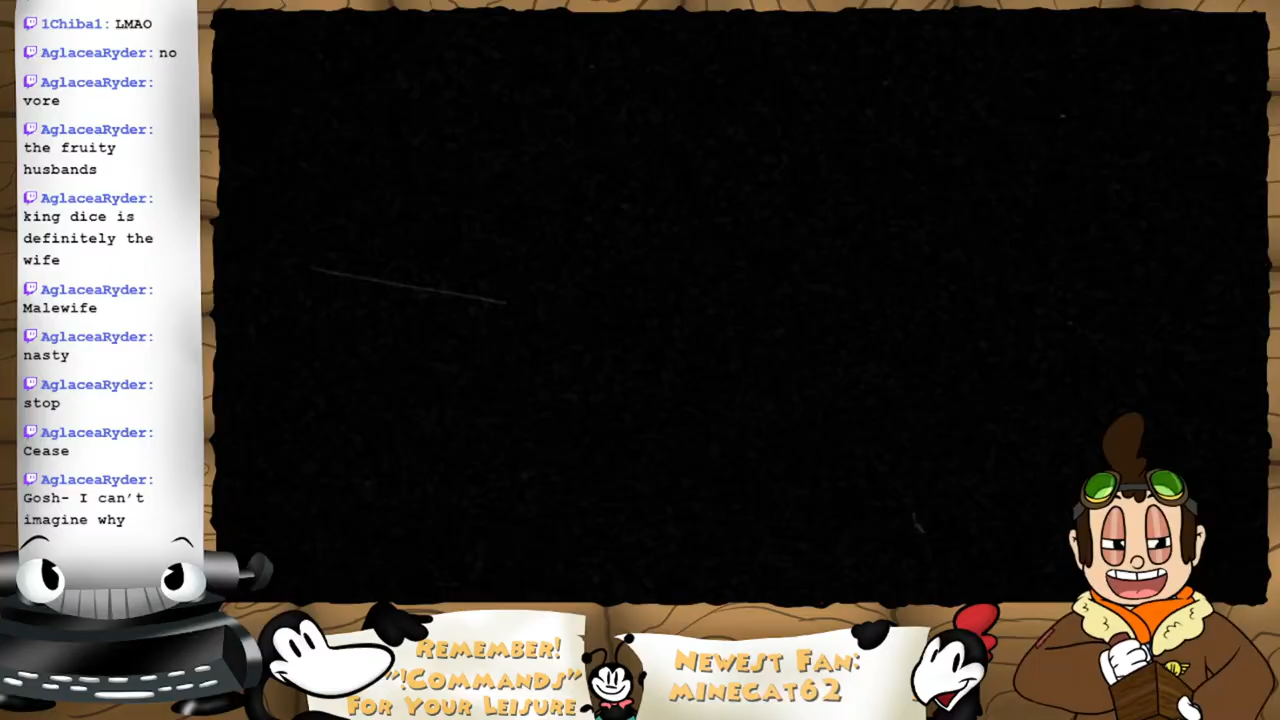 1Chiba1: LMAO
AglaceaRyder: no
AglaceaRyder:
vore
AglaceaRyder:
the fruity
husbands
AglaceaRyder:
king dice is
definitely the
wife
AglaceaRyder:
Malewife
AglaceaRyder:
nasty
AglaceaRyder:
stop
AglaceaRyder:
Cease
AglaceaRyder:
Gosh- I can't
imagine why
Remember!
"!Commands"
For Your Leisure
Newest Fan:
minecat62